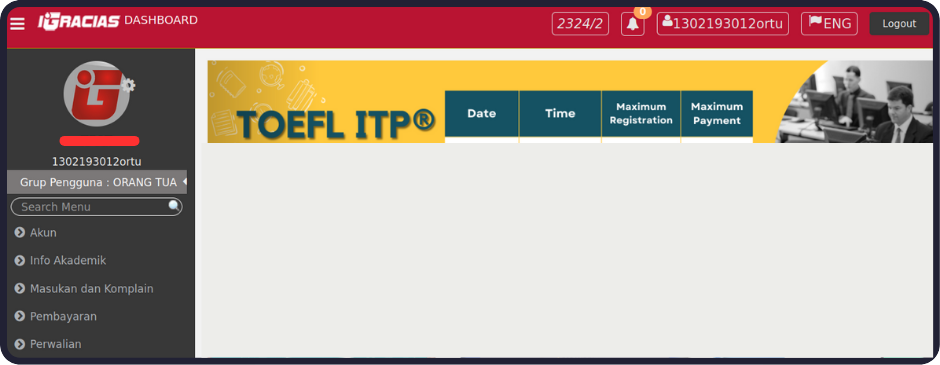 iGRACIAS DASHBOARD
2324/2
0
1302193012ortu
ENG
Logout
TOEFL ITP®
Date
Time
Maximum Registration
Maximum Payment
1302193012ortu
Grup Pengguna : ORANG TUA
Search Menu
Akun
Info Akademik
Masukan dan Komplain
Pembayaran
Perwalian